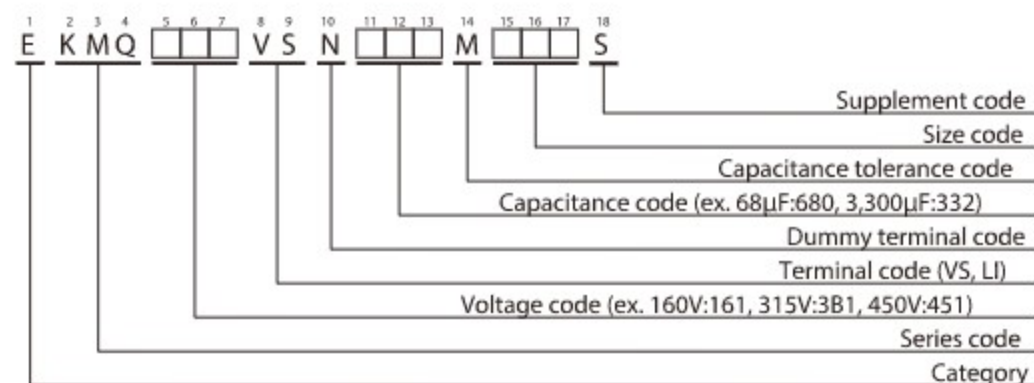 1 2 3 4 5 6 7 8 9 10 11 12 13 14 15 16 17 18
E KMQ VS N M S
Supplement code
Size code
Capacitance tolerance code
Capacitance code (ex. 68µF:680, 3,300µF:332)
Dummy terminal code
Terminal code (VS, LI)
Voltage code (ex. 160V:161, 315V:3B1, 450V:451)
Series code
Category